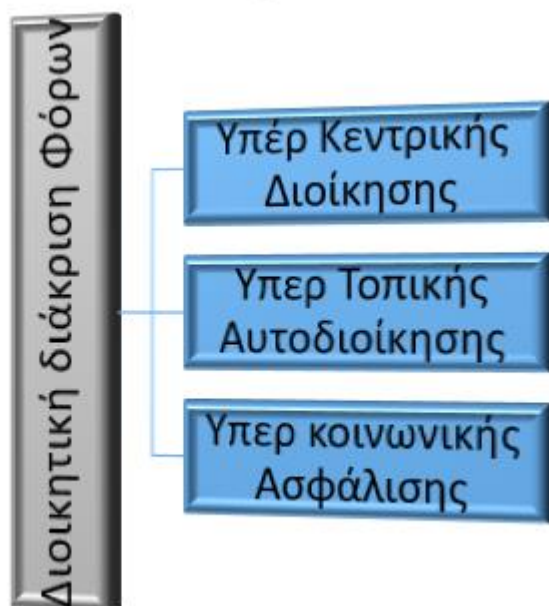 Διοικητική διάκριση Φόρων
Υπέρ Κεντρικής
Διοίκησης
Υπερ Τοπικής
Αυτοδιοίκησης
Υπερ κοινωνικής
Ασφάλισης